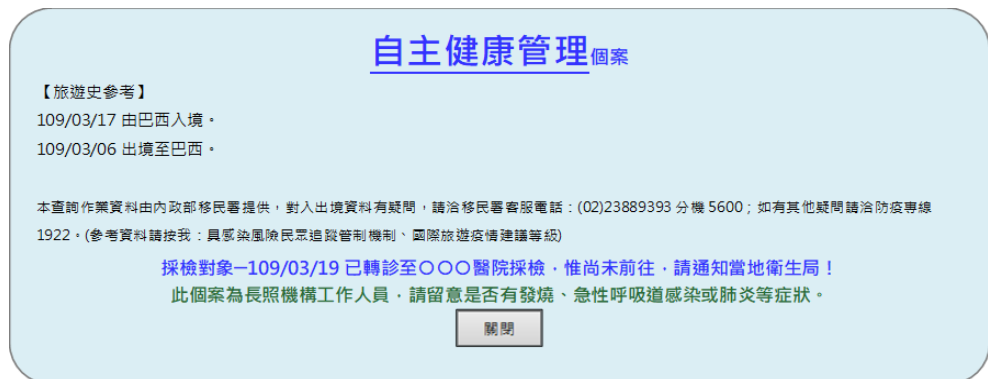 自主健康管理個案
【旅遊史參考】
109/03/17 由巴西入境。
109/03/06 出境至巴西。
本查詢作業資料由內政部移民署提供，對入出境資料有疑問，請洽移民署客服電話：(02)23889393 分機 5600；如有其他疑問請洽防疫專線
1922。(參考資料請按我：具感染風險民眾追蹤管制機制、國際旅遊疫情建議等級)
採檢對象─109/03/19 已轉診至○○○醫院採檢，惟尚未前往，請通知當地衛生局！
此個案為長照機構工作人員，請留意是否有發燒、急性呼吸道感染或肺炎等症狀。
關閉